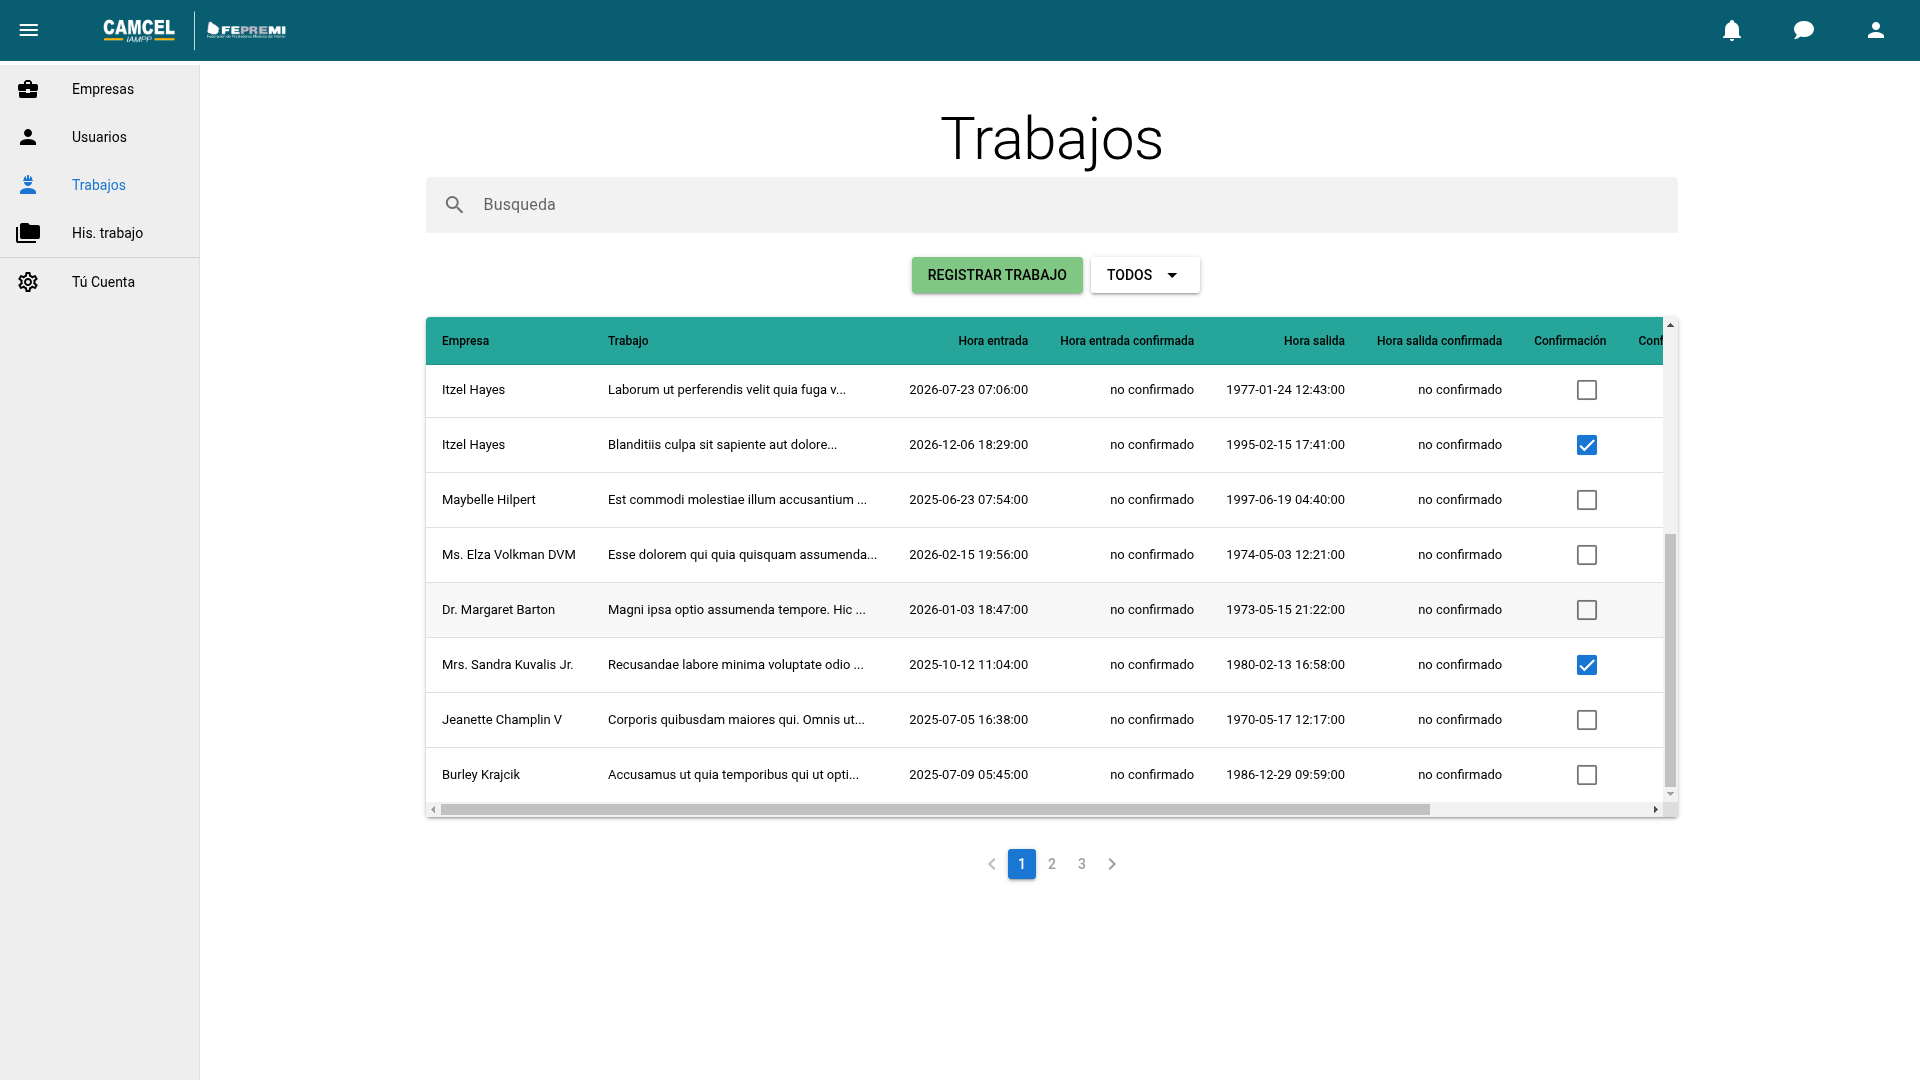 CAMCEL
IAMPP
FEPREMI
Empresas
Usuarios
Trabajos
His. trabajo
Tú Cuenta
Trabajos
Busqueda
REGISTRAR TRABAJO TODOS
Empresa Trabajo Hora entrada Hora entrada confirmada Hora salida Hora salida confirmada Confirmación Conf
Itzel Hayes Laborum ut perferendis velit quia fuga v... 2026-07-23 07:06:00 no confirmado 1977-01-24 12:43:00 no confirmado
Itzel Hayes Blanditiis culpa sit sapiente aut dolore... 2026-12-06 18:29:00 no confirmado 1995-02-15 17:41:00 no confirmado
Maybelle Hilpert Est commodi molestiae illum accusantium ... 2025-06-23 07:54:00 no confirmado 1997-06-19 04:40:00 no confirmado
Ms. Elza Volkman DVM Esse dolorem qui quia quisquam assumenda... 2026-02-15 19:56:00 no confirmado 1974-05-03 12:21:00 no confirmado
Dr. Margaret Barton Magni ipsa optio assumenda tempore. Hic ... 2026-01-03 18:47:00 no confirmado 1973-05-15 21:22:00 no confirmado
Mrs. Sandra Kuvalis Jr. Recusandae labore minima voluptate odio ... 2025-10-12 11:04:00 no confirmado 1980-02-13 16:58:00 no confirmado
Jeanette Champlin V Corporis quibusdam maiores qui. Omnis ut... 2025-07-05 16:38:00 no confirmado 1970-05-17 12:17:00 no confirmado
Burley Krajcik Accusamus ut quia temporibus qui ut opti... 2025-07-09 05:45:00 no confirmado 1986-12-29 09:59:00 no confirmado
1 2 3